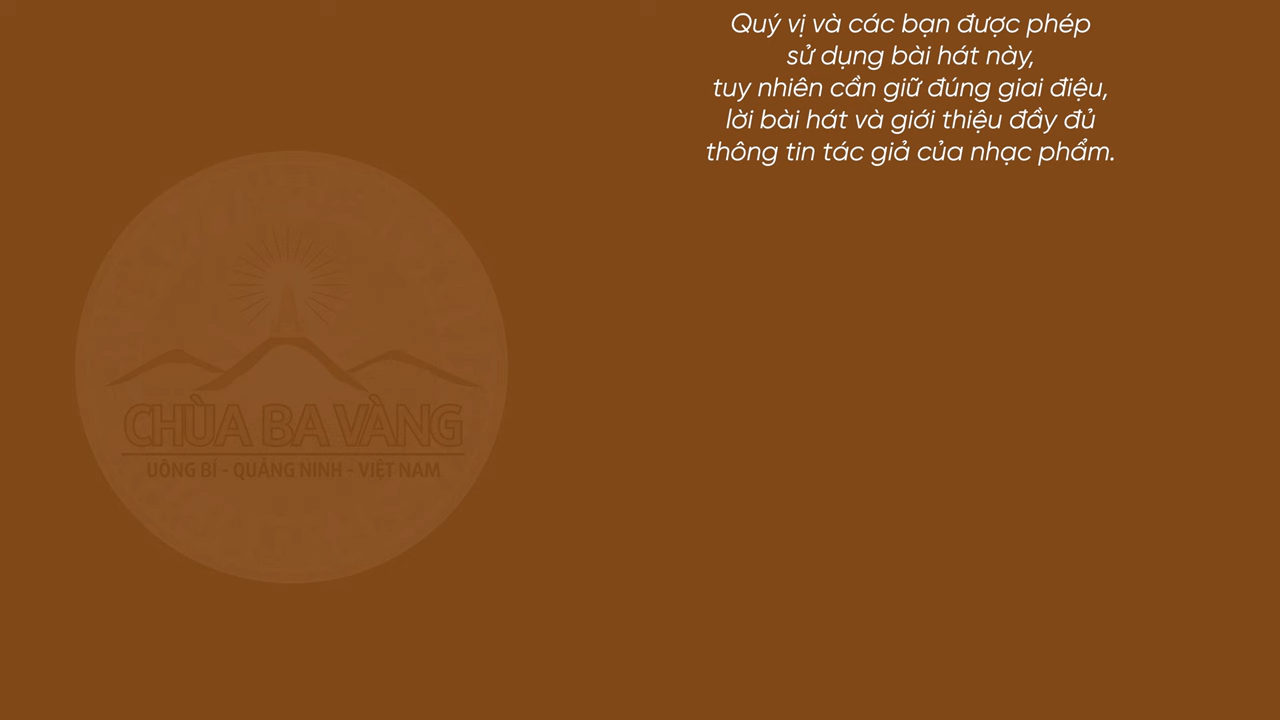 Quý vị và các bạn được phép
sử dụng bài hát này,
tuy nhiên cần giữ đúng giai điệu,
lời bài hát và giới thiệu đầy đủ
thông tin tác giả của nhạc phẩm.
CHÙA BA VÀNG
UÔNG BÍ - QUẢNG NINH - VIỆT NAM